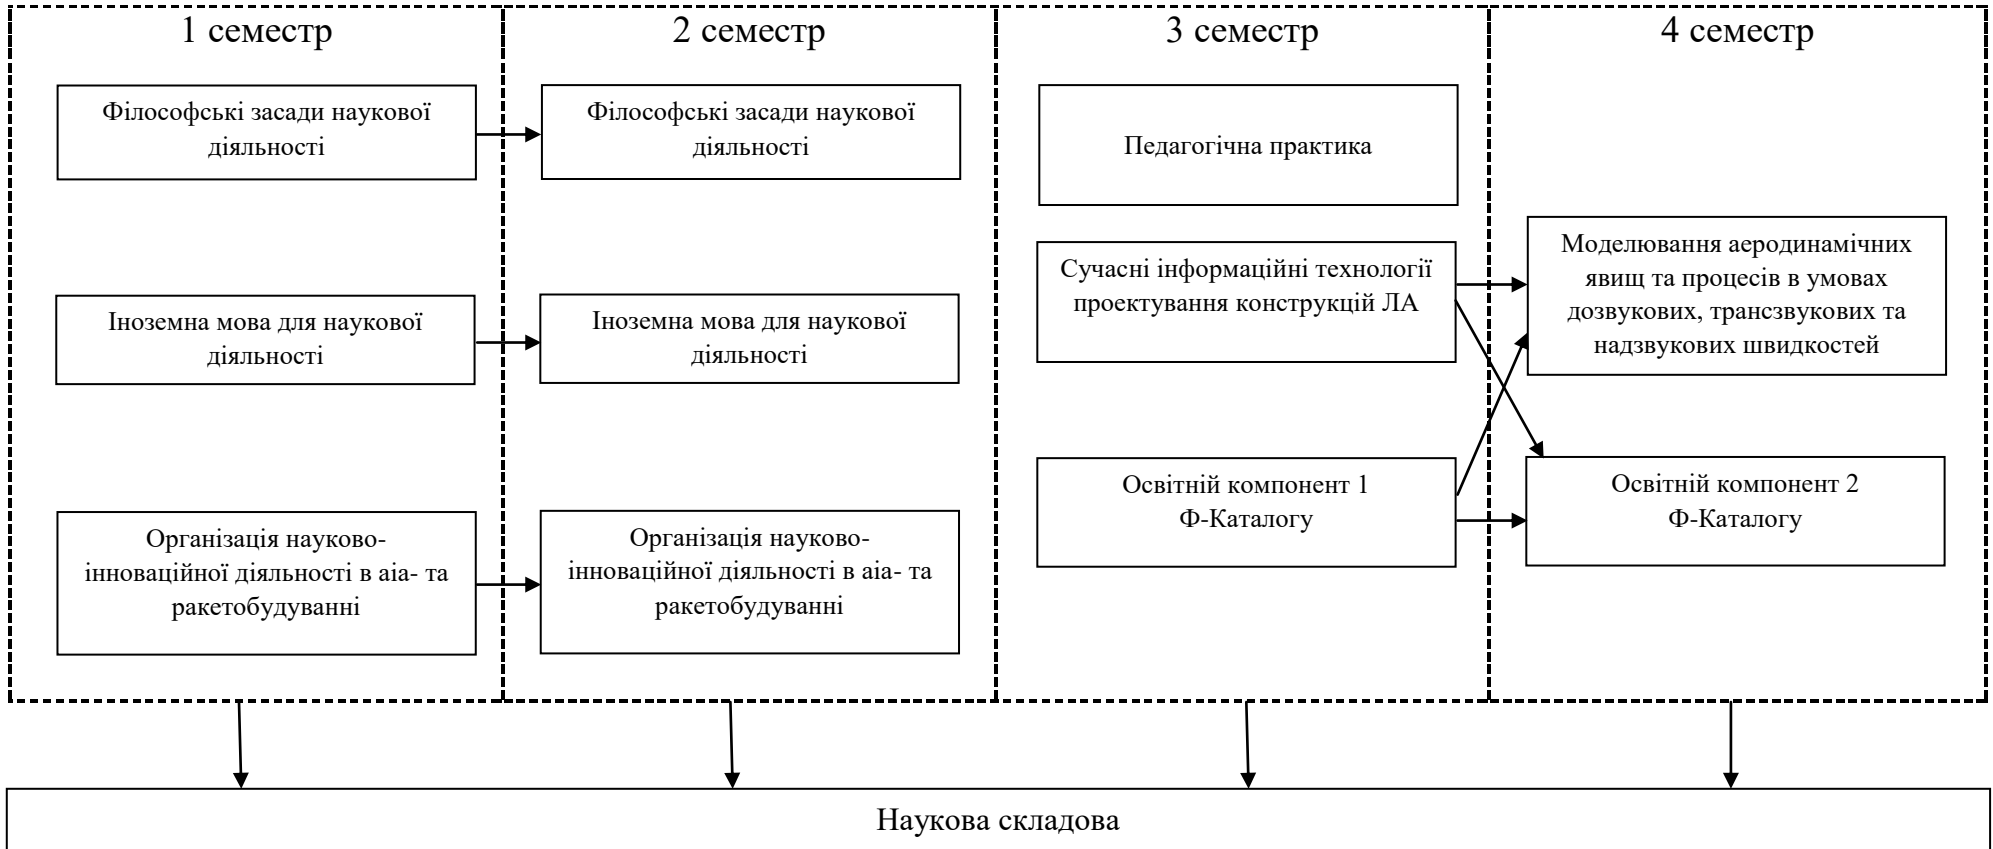 1 семестр
2 семестр
3 семестр
4 семестр
Філософські засади наукової
діяльності
Іноземна мова для наукової
діяльності
Організація науково-
інноваційної діяльності в аіа- та
ракетобудуванні
Філософські засади наукової
діяльності
Іноземна мова для наукової
діяльності
Організація науково-
інноваційної діяльності в аіа- та
ракетобудуванні
Педагогічна практика
Сучасні інформаційні технології
проектування конструкцій ЛА
Освітній компонент 1
Ф-Каталогу
Моделювання аеродинамічних
явищ та процесів в умовах
дозвукових, трансзвукових та
надзвукових швидкостей
Освітній компонент 2
Ф-Каталогу
Наукова складова